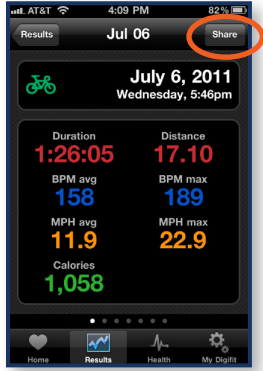 AT&T 4:09 PM 82%
Results Jul 06 Share
July 6, 2011
Wednesday, 5:46pm
Duration Distance
1:26:05 17.10
BPM avg BPM max
158 189
MPH avg MPH max
11.9 22.9
Calories
1,058
Home Results Health My Digifit